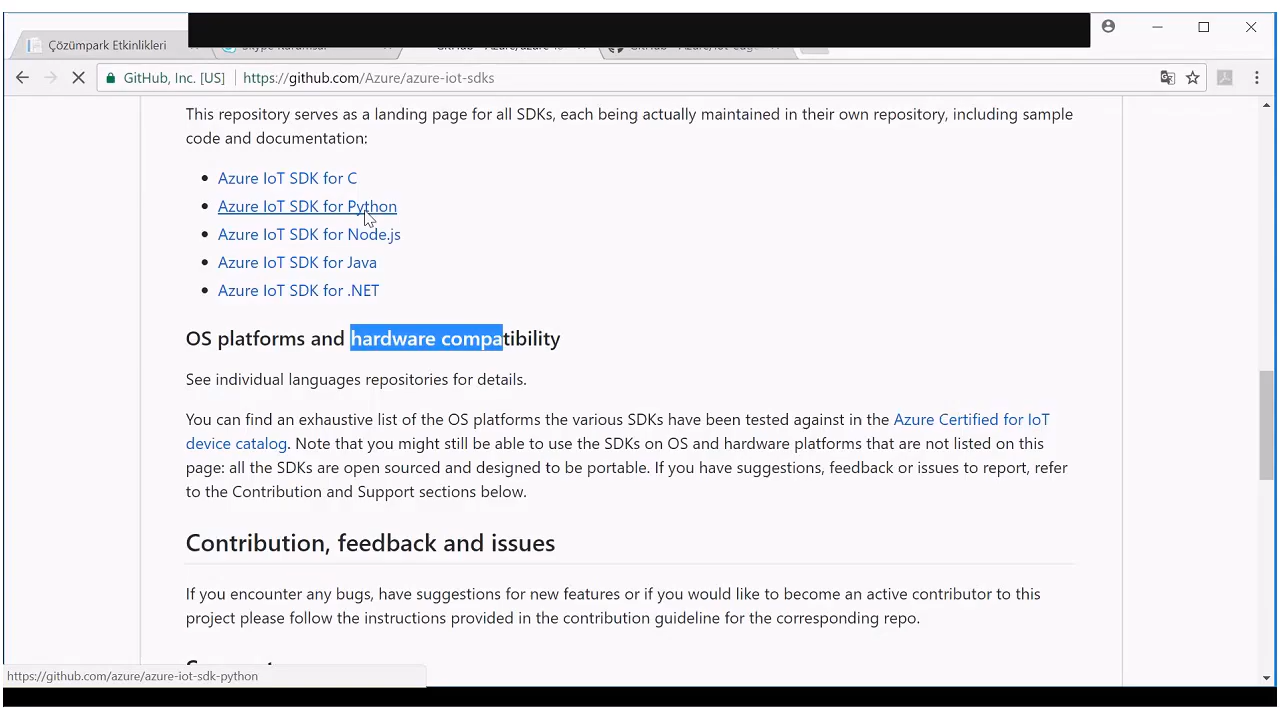 Çözümpark Etkinlikleri
GitHub, Inc. [US]
https://github.com/Azure/azure-iot-sdks
This repository serves as a landing page for all SDKs, each being actually maintained in their own repository, including sample
code and documentation:
Azure IoT SDK for C
Azure IoT SDK for Python
Azure IoT SDK for Node.js
Azure IoT SDK for Java
Azure IoT SDK for .NET
OS platforms and hardware compatibility
See individual languages repositories for details.
You can find an exhaustive list of the OS platforms the various SDKs have been tested against in the Azure Certified for IoT
device catalog. Note that you might still be able to use the SDKs on OS and hardware platforms that are not listed on this
page: all the SDKs are open sourced and designed to be portable. If you have suggestions, feedback or issues to report, refer
to the Contribution and Support sections below.
Contribution, feedback and issues
If you encounter any bugs, have suggestions for new features or if you would like to become an active contributor to this
project please follow the instructions provided in the contribution guideline for the corresponding repo.
https://github.com/azure/azure-iot-sdk-python